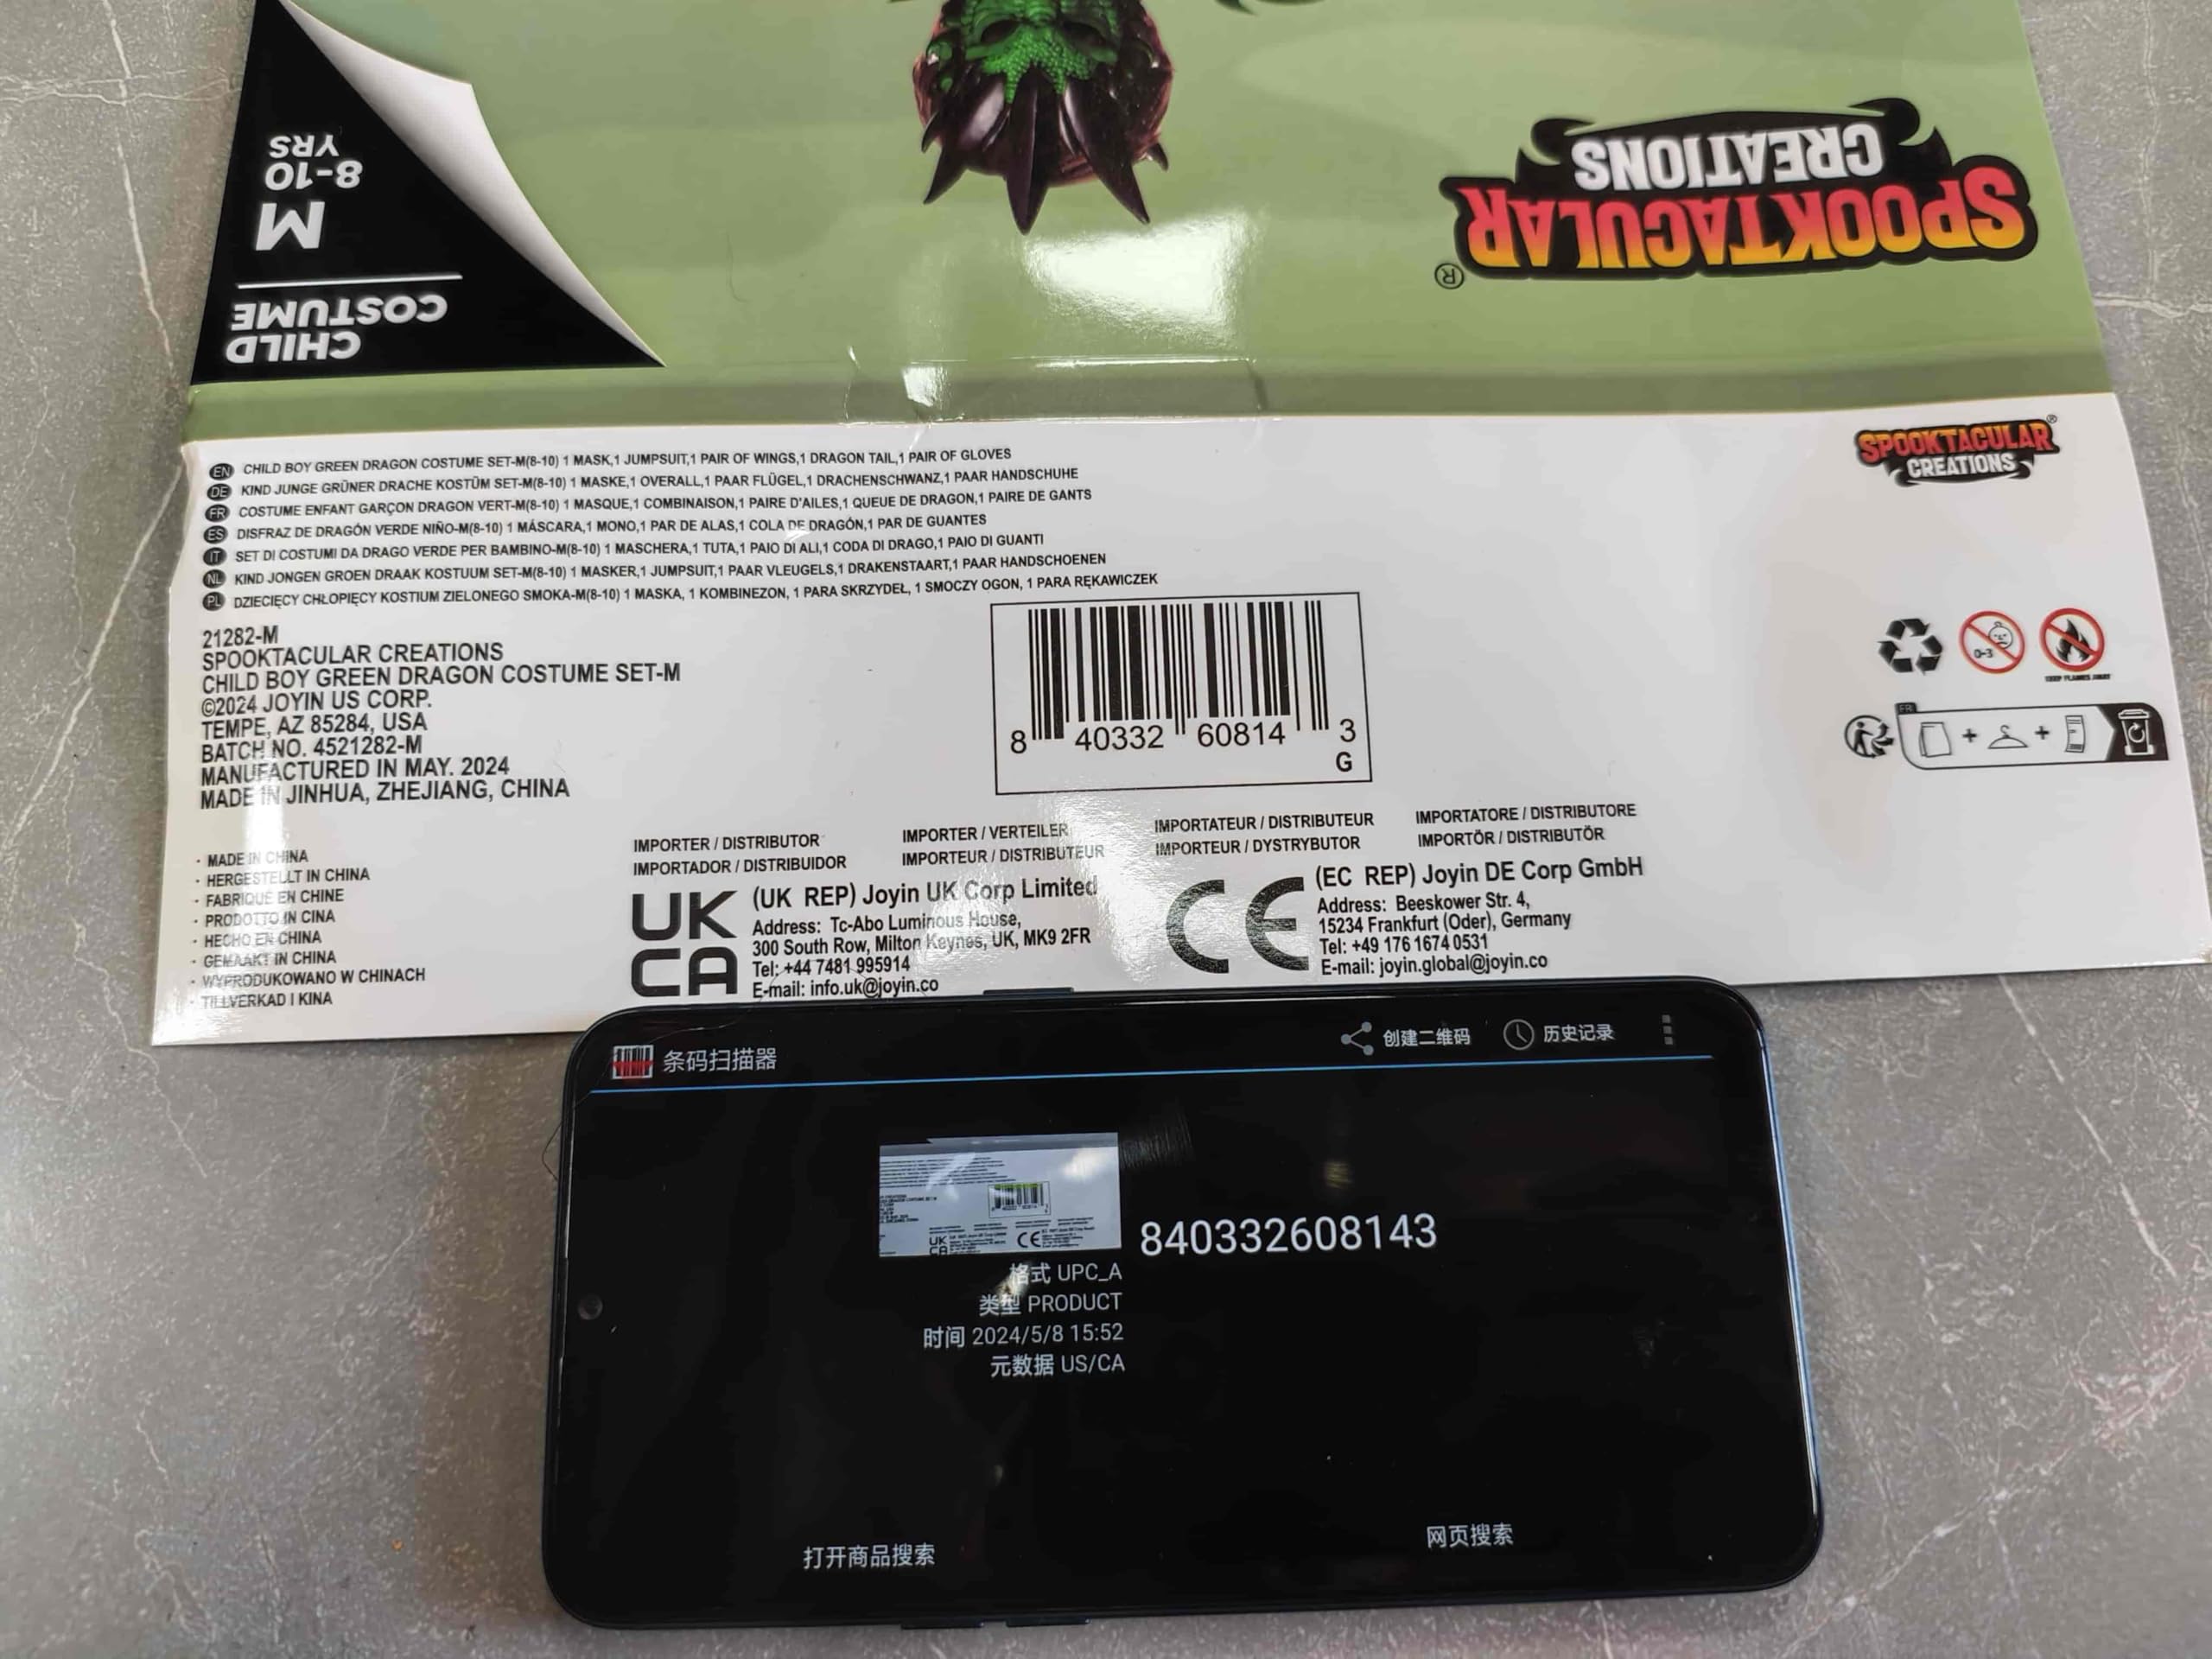 CHILD
COSTUME
M
8-10
YRS
SPOOKTACULAR
CREATIONS
®
EN CHILD BOY GREEN DRAGON COSTUME SET-M(8-10) 1 MASK,1 JUMPSUIT,1 PAIR OF WINGS,1 DRAGON TAIL,1 PAIR OF GLOVES
DE KIND JUNGE GRÜNER DRACHE KOSTÜM SET-M(8-10) 1 MASKE,1 OVERALL,1 PAAR FLÜGEL,1 DRACHENSCHWANZ,1 PAAR HANDSCHUHE
FR COSTUME ENFANT GARÇON DRAGON VERT-M(8-10) 1 MASQUE,1 COMBINAISON,1 PAIRE D'AILES,1 QUEUE DE DRAGON,1 PAIRE DE GANTS
ES DISFRAZ DE DRAGÓN VERDE NIÑO-M(8-10) 1 MÁSCARA,1 MONO,1 PAR DE ALAS,1 COLA DE DRAGÓN,1 PAR DE GUANTES
IT SET DI COSTUMI DA DRAGO VERDE PER BAMBINO-M(8-10) 1 MASCHERA,1 TUTA,1 PAIO DI ALI,1 CODA DI DRAGO,1 PAIO DI GUANTI
NL KIND JONGEN GROEN DRAAK KOSTUUM SET-M(8-10) 1 MASKER,1 JUMPSUIT,1 PAAR VLEUGELS,1 DRAKENSTAART,1 PAAR HANDSCHOENEN
PL DZIECIĘCY CHŁOPIĘCY KOSTIUM ZIELONEGO SMOKA-M(8-10) 1 MASKA, 1 KOMBINEZON, 1 PARA SKRZYDEŁ, 1 SMOCZY OGON, 1 PARA RĘKAWICZEK
SPOOKTACULAR®
CREATIONS
21282-M
SPOOKTACULAR CREATIONS
CHILD BOY GREEN DRAGON COSTUME SET-M
©2024 JOYIN US CORP.
TEMPE, AZ 85284, USA
BATCH NO. 4521282-M
MANUFACTURED IN MAY. 2024
MADE IN JINHUA, ZHEJIANG, CHINA
8 40332 60814 3
G
0-3
KEEP FLAMES AWAY
FR
· MADE IN CHINA
· HERGESTELLT IN CHINA
· FABRIQUE EN CHINE
· PRODOTTO IN CINA
· HECHO EN CHINA
· GEMAAKT IN CHINA
· WYPRODUKOWANO W CHINACH
· TILLVERKAD I KINA
IMPORTER / DISTRIBUTOR
IMPORTADOR / DISTRIBUIDOR
IMPORTER / VERTEILER
IMPORTEUR / DISTRIBUTEUR
IMPORTATEUR / DISTRIBUTEUR
IMPORTEUR / DYSTRYBUTOR
IMPORTATORE / DISTRIBUTORE
IMPORTÖR / DISTRIBUTÖR
UK
CA
(UK REP) Joyin UK Corp Limited
Address: Tc-Abo Luminous House,
300 South Row, Milton Keynes, UK, MK9 2FR
Tel: +44 7481 995914
E-mail: info.uk@joyin.co
CE
(EC REP) Joyin DE Corp GmbH
Address: Beeskower Str. 4,
15234 Frankfurt (Oder), Germany
Tel: +49 176 1674 0531
E-mail: joyin.global@joyin.co
条码扫描器
创建二维码
历史记录
840332608143
格式 UPC_A
类型 PRODUCT
时间 2024/5/8 15:52
元数据 US/CA
打开商品搜索
网页搜索